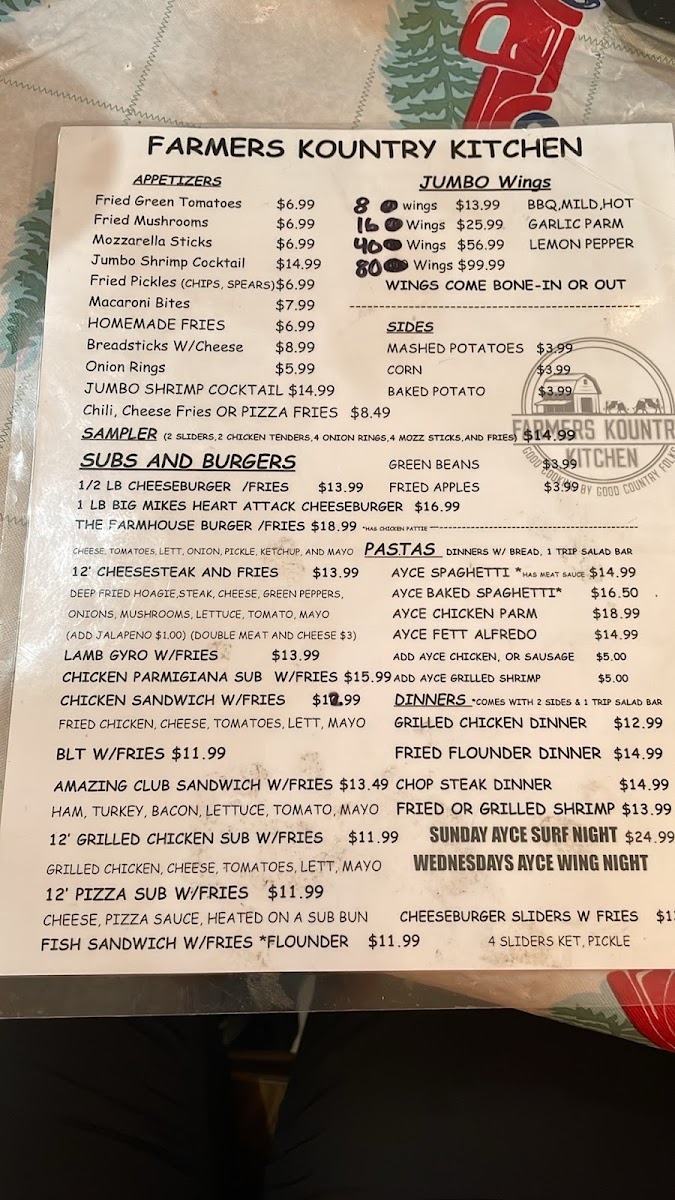 FARMERS KOUNTRY KITCHEN
APPETIZERS
Fried Green Tomatoes $6.99
Fried Mushrooms $6.99
Mozzarella Sticks $6.99
Jumbo Shrimp Cocktail $14.99
Fried Pickles (CHIPS, SPEARS) $6.99
Macaroni Bites $7.99
HOMEMADE FRIES $6.99
Breadsticks W/Cheese $8.99
Onion Rings $5.99
JUMBO SHRIMP COCKTAIL $14.99
Chili, Cheese Fries OR PIZZA FRIES $8.49
SAMPLER (2 SLIDERS,2 CHICKEN TENDERS,4 ONION RINGS,4 MOZZ STICKS,AND FRIES) $14.99
JUMBO Wings
8 wings $13.99 BBQ,MILD,HOT
16 Wings $25.99 GARLIC PARM
40 Wings $56.99 LEMON PEPPER
80 Wings $99.99
WINGS COME BONE-IN OR OUT
SIDES
MASHED POTATOES $3.99
CORN $3.99
BAKED POTATO $3.99
GREEN BEANS $3.99
FRIED APPLES $3.99
FARMERS KOUNTR
KITCHEN
GOOD COOKING BY GOOD COUNTRY FOLKS
SUBS AND BURGERS
1/2 LB CHEESEBURGER /FRIES $13.99
1 LB BIG MIKES HEART ATTACK CHEESEBURGER $16.99
THE FARMHOUSE BURGER /FRIES $18.99 *HAS CHICKEN PATTIE
CHEESE, TOMATOES, LETT, ONION, PICKLE, KETCHUP, AND MAYO
12' CHEESESTEAK AND FRIES $13.99
DEEP FRIED HOAGIE,STEAK, CHEESE, GREEN PEPPERS,
ONIONS, MUSHROOMS, LETTUCE, TOMATO, MAYO
(ADD JALAPENO $1.00) (DOUBLE MEAT AND CHEESE $3)
LAMB GYRO W/FRIES $13.99
CHICKEN PARMIGIANA SUB W/FRIES $15.99
CHICKEN SANDWICH W/FRIES $12.99
FRIED CHICKEN, CHEESE, TOMATOES, LETT, MAYO
BLT W/FRIES $11.99
AMAZING CLUB SANDWICH W/FRIES $13.49
HAM, TURKEY, BACON, LETTUCE, TOMATO, MAYO
12' GRILLED CHICKEN SUB W/FRIES $11.99
GRILLED CHICKEN, CHEESE, TOMATOES, LETT, MAYO
12' PIZZA SUB W/FRIES $11.99
CHEESE, PIZZA SAUCE, HEATED ON A SUB BUN
FISH SANDWICH W/FRIES *FLOUNDER $11.99
PASTAS DINNERS W/ BREAD, 1 TRIP SALAD BAR
AYCE SPAGHETTI *HAS MEAT SAUCE $14.99
AYCE BAKED SPAGHETTI* $16.50
AYCE CHICKEN PARM $18.99
AYCE FETT ALFREDO $14.99
ADD AYCE CHICKEN, OR SAUSAGE $5.00
ADD AYCE GRILLED SHRIMP $5.00
DINNERS *COMES WITH 2 SIDES & 1 TRIP SALAD BAR
GRILLED CHICKEN DINNER $12.99
FRIED FLOUNDER DINNER $14.99
CHOP STEAK DINNER $14.99
FRIED OR GRILLED SHRIMP $13.99
SUNDAY AYCE SURF NIGHT $24.99
WEDNESDAYS AYCE WING NIGHT
CHEESEBURGER SLIDERS W FRIES
4 SLIDERS KET, PICKLE